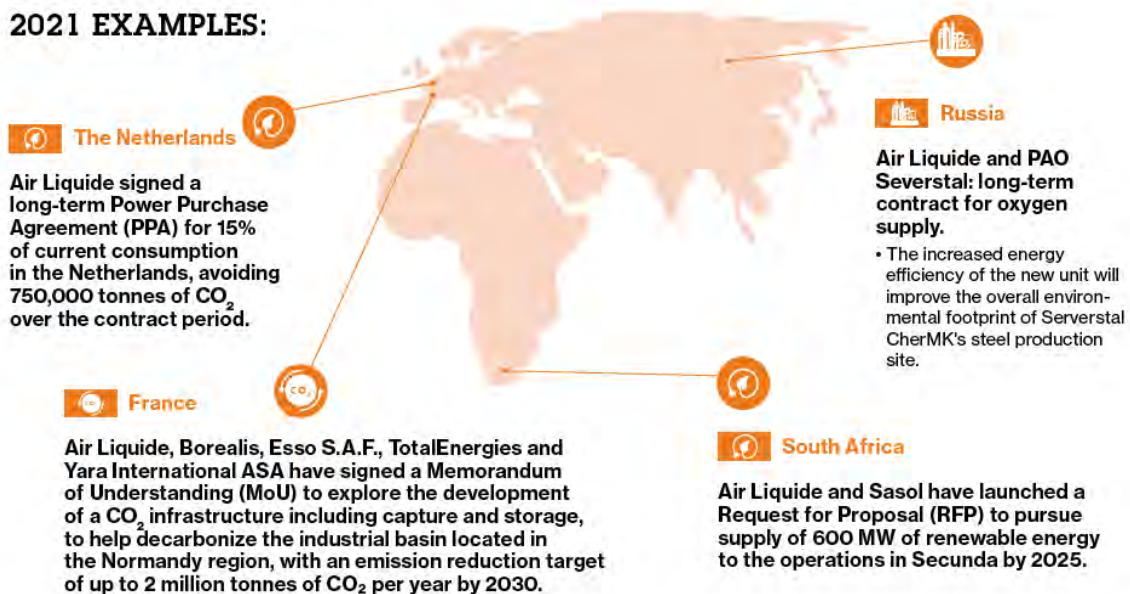 2021 EXAMPLES:
The Netherlands
Air Liquide signed a
long-term Power Purchase
Agreement (PPA) for 15%
of current consumption
in the Netherlands, avoiding
750,000 tonnes of CO2
over the contract period.
Russia
Air Liquide and PAO
Severstal: long-term
contract for oxygen
supply.
• The increased energy
efficiency of the new unit will
improve the overall environ-
mental footprint of Serverstal
CherMK's steel production
site.
CO2
France
Air Liquide, Borealis, Esso S.A.F., TotalEnergies and
Yara International ASA have signed a Memorandum
of Understanding (MoU) to explore the development
of a CO2 infrastructure including capture and storage,
to help decarbonize the industrial basin located in
the Normandy region, with an emission reduction target
of up to 2 million tonnes of CO₂ per year by 2030.
South Africa
Air Liquide and Sasol have launched a
Request for Proposal (RFP) to pursue
supply of 600 MW of renewable energy
to the operations in Secunda by 2025.